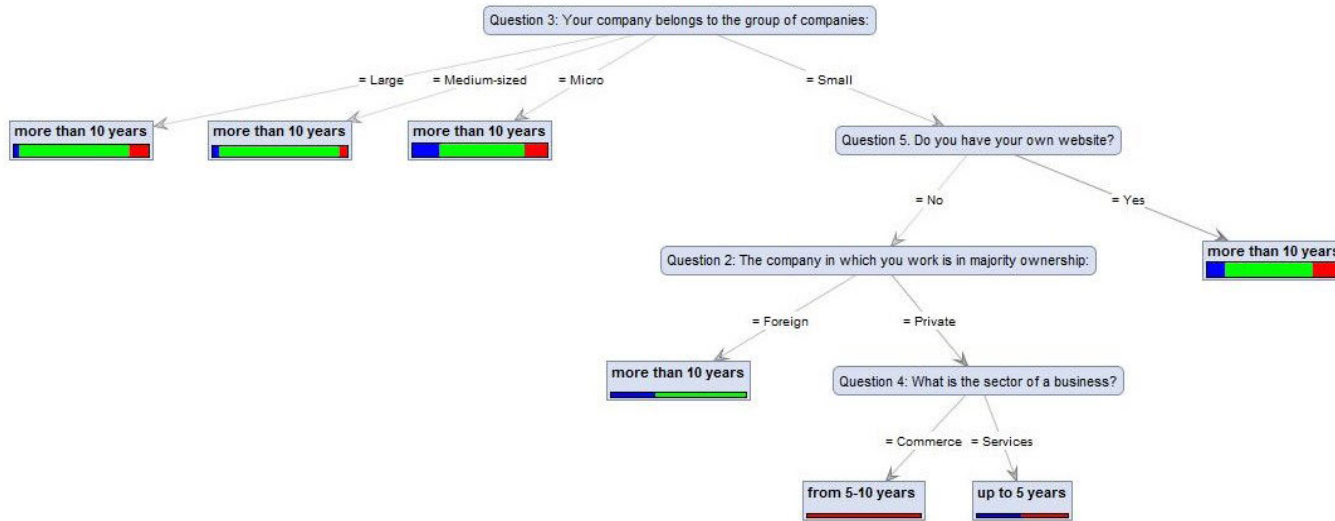 Question 3: Your company belongs to the group of companies:
= Large
= Medium-sized
= Micro
= Small
more than 10 years
more than 10 years
more than 10 years
Question 5. Do you have your own website?
= No
= Yes
Question 2: The company in which you work is in majority ownership:
more than 10 years
= Foreign
= Private
more than 10 years
Question 4: What is the sector of a business?
= Commerce
= Services
from 5-10 years
up to 5 years